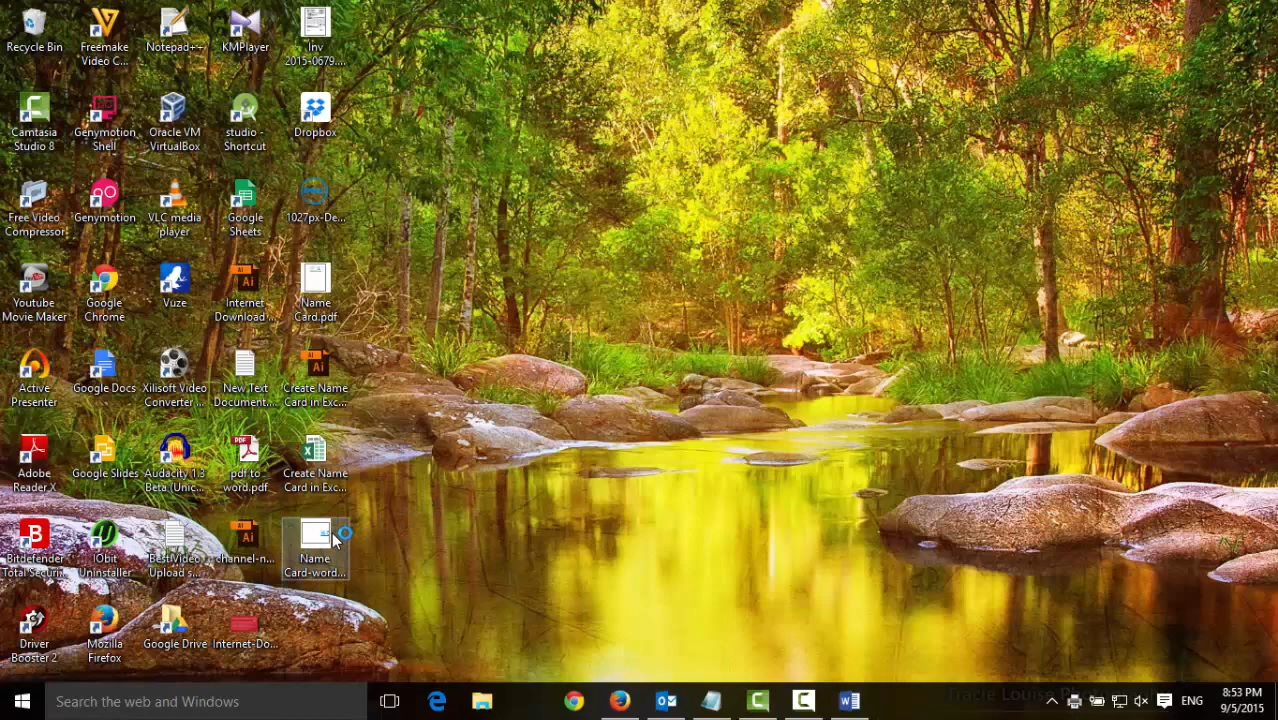 Recycle Bin
Freemake
Video C...
Notepad++
KMPlayer
Inv
2015-0679....
Camtasia
Studio 8
Genymotion
Shell
Oracle VM
VirtualBox
studio -
Shortcut
Dropbox
Free Video
Compressor
Genymotion
VLC media
player
Google
Sheets
DELL
1027px-De...
Youtube
Movie Maker
Google
Chrome
Vuze
Internet
Download ...
Name
Card.pdf
Active
Presenter
Google Docs
Xilisoft Video
Converter ...
New Text
Document....
Create Name
Card in Exc...
Adobe
Reader X
Google Slides
Audacity 1.3
Beta (Unic...
pdf to
word.pdf
Create Name
Card in Exc...
Bitdefender
Total Securi...
IObit
Uninstaller
Best Video
Upload s...
channel-n...
Name
Card-word...
Driver
Booster 2
Mozilla
Firefox
Google Drive
Internet-Do...
Tracie Louise
Search the web and Windows
ENG
8:53 PM
9/5/2015